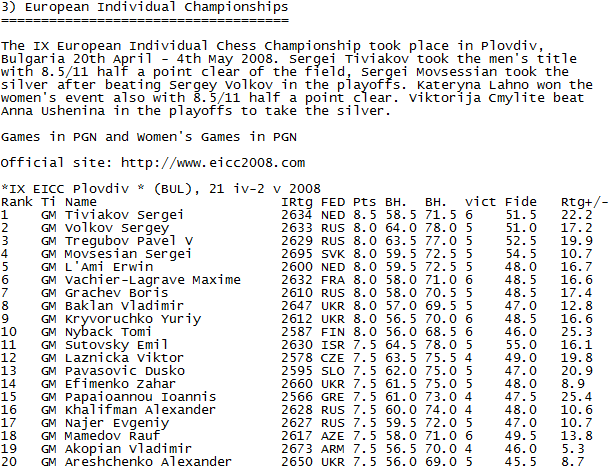 3) European Individual Championships
====================================
The IX European Individual Chess Championship took place in Plovdiv,
Bulgaria 20th April - 4th May 2008. Sergei Tiviakov took the men's title
with 8.5/11 half a point clear of the field, Sergei Movsessian took the
silver after beating Sergey Volkov in the playoffs. Kateryna Lahno won the
women's event also with 8.5/11 half a point clear. Viktorija Cmylite beat
Anna Ushenina in the playoffs to take the silver.
Games in PGN and Women's Games in PGN
Official site: http://www.eicc2008.com
*IX EICC Plovdiv * (BUL), 21 iv-2 v 2008
Rank Ti Name IRtg FED Pts BH. BH. vict Fide Rtg+/-
1 GM Tiviakov Sergei 2634 NED 8.5 58.5 71.5 6 51.5 22.2
2 GM Volkov Sergey 2633 RUS 8.0 64.0 78.0 5 51.0 17.2
3 GM Tregubov Pavel V 2629 RUS 8.0 63.5 77.0 5 52.5 19.9
4 GM Movsesian Sergei 2695 SVK 8.0 59.5 72.5 5 54.5 10.7
5 GM L'Ami Erwin 2600 NED 8.0 59.5 72.5 5 48.0 16.7
6 GM Vachier-Lagrave Maxime 2632 FRA 8.0 58.0 71.0 6 48.5 16.6
7 GM Grachev Boris 2610 RUS 8.0 58.0 70.5 5 48.5 17.4
8 GM Baklan Vladimir 2647 UKR 8.0 57.0 69.5 5 47.0 12.8
9 GM Kryvoruchko Yuriy 2612 UKR 8.0 56.5 70.0 6 48.5 16.6
10 GM Nyback Tomi 2587 FIN 8.0 56.0 68.5 6 46.0 25.3
11 GM Sutovsky Emil 2630 ISR 7.5 64.5 78.0 5 55.0 16.1
12 GM Laznicka Viktor 2578 CZE 7.5 63.5 75.5 4 49.0 19.8
13 GM Pavasovic Dusko 2595 SLO 7.5 62.0 75.0 5 47.0 20.9
14 GM Efimenko Zahar 2660 UKR 7.5 61.5 75.0 5 48.0 8.9
15 GM Papaioannou Ioannis 2566 GRE 7.5 61.0 73.0 4 47.5 25.4
16 GM Khalifman Alexander 2628 RUS 7.5 60.0 74.0 4 48.0 10.6
17 GM Najer Evgeniy 2627 RUS 7.5 59.5 72.0 5 47.0 10.7
18 GM Mamedov Rauf 2617 AZE 7.5 58.0 71.0 6 49.5 13.8
19 GM Akopian Vladimir 2673 ARM 7.5 56.5 70.0 4 46.0 5.3
20 GM Areshchenko Alexander 2650 UKR 7.5 56.0 69.0 5 45.5 8.7